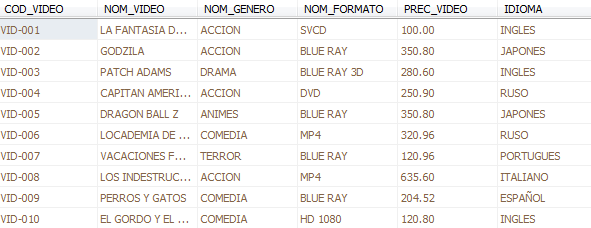 COD_VIDEO NOM_VIDEO NOM_GENERO NOM_FORMATO PREC_VIDEO IDIOMA
VID-001 LA FANTASIA D... ACCION SVCD 100.00 INGLES
VID-002 GODZILA ACCION BLUE RAY 350.80 JAPONES
VID-003 PATCH ADAMS DRAMA BLUE RAY 3D 280.60 INGLES
VID-004 CAPITAN AMERI... ACCION DVD 250.90 RUSO
VID-005 DRAGON BALL Z ANIMES BLUE RAY 350.80 JAPONES
VID-006 LOCADEMIA DE ... COMEDIA MP4 320.96 RUSO
VID-007 VACACIONES F... TERROR BLUE RAY 120.96 PORTUGUES
VID-008 LOS INDESTRUC... ACCION MP4 635.60 ITALIANO
VID-009 PERROS Y GATOS COMEDIA BLUE RAY 204.52 ESPAÑOL
VID-010 EL GORDO Y EL ... COMEDIA HD 1080 120.80 INGLES